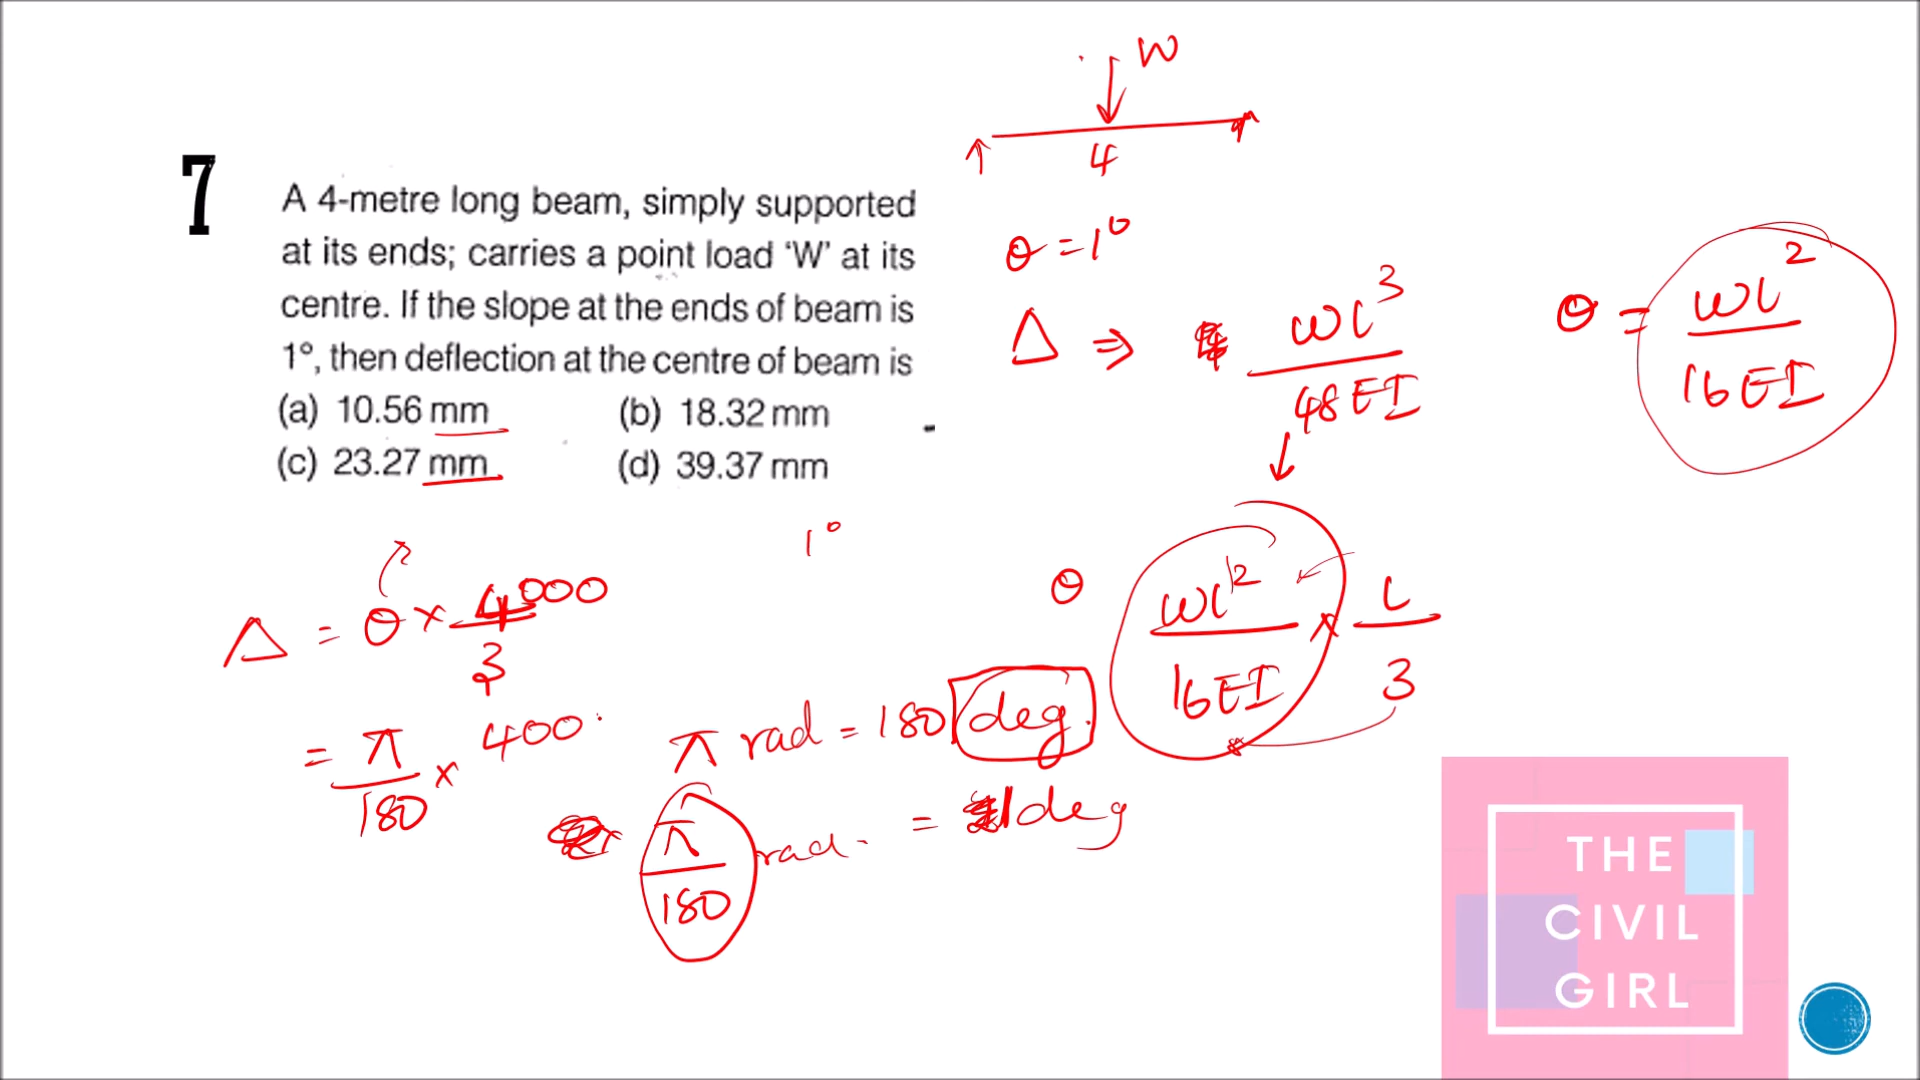 7
A 4-metre long beam, simply supported
at its ends; carries a point load 'W' at its
centre. If the slope at the ends of beam is
1°, then deflection at the centre of beam is
(a) 10.56 mm (b) 18.32 mm
(c) 23.27 mm (d) 39.37 mm
W
4
θ = 1°
Δ ⇒ WL³ / 48EI
θ = WL² / 16EI
1°
θ WL² / 16EI × L / 3
Δ = θ × 4000 / 3
= π / 180 × 400
π rad = 180 deg.
π / 180 rad. = 1 deg
THE
CIVIL
GIRL